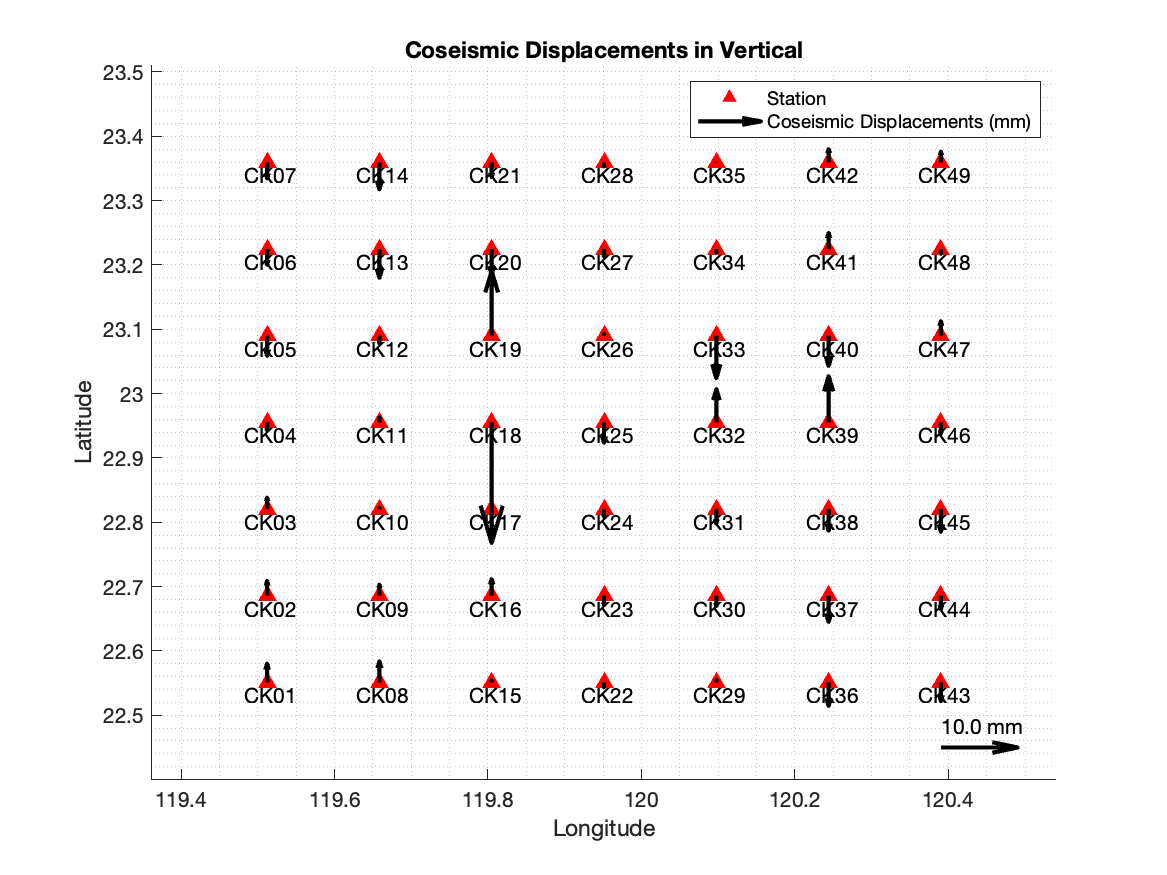 Coseismic Displacements in Vertical
Station
Coseismic Displacements (mm)
23.5
23.4
CK07 CK14 CK21 CK28 CK35 CK42 CK49
23.3
CK06 CK13 CK20 CK27 CK34 CK41 CK48
23.2
23.1
CK05 CK12 CK19 CK26 CK33 CK40 CK47
23
CK04 CK11 CK18 CK25 CK32 CK39 CK46
22.9
22.8
CK03 CK10 CK17 CK24 CK31 CK38 CK45
22.7
CK02 CK09 CK16 CK23 CK30 CK37 CK44
22.6
CK01 CK08 CK15 CK22 CK29 CK36 CK43
22.5
10.0 mm
Latitude
119.4 119.6 119.8 120 120.2 120.4
Longitude